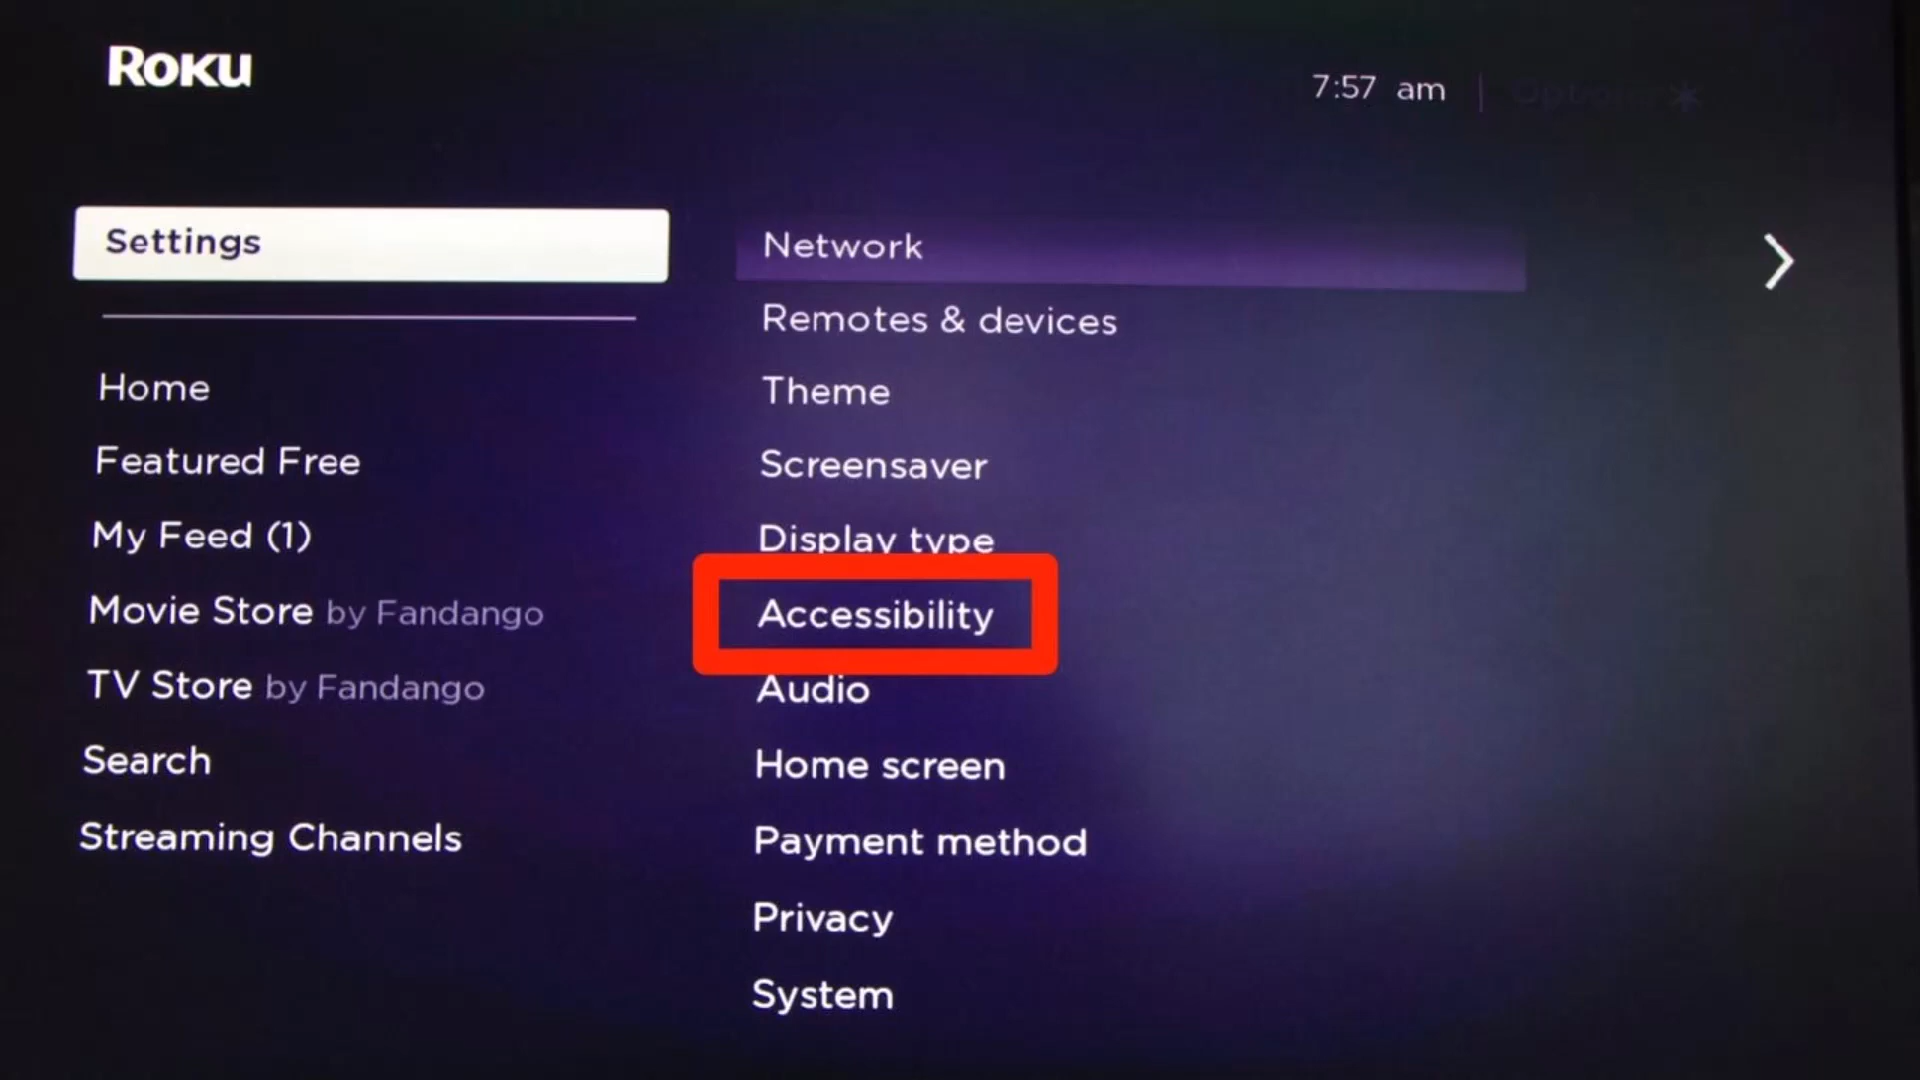 Roku
7:57 am
Settings
Home
Featured Free
My Feed (1)
Movie Store by Fandango
TV Store by Fandango
Search
Streaming Channels
Network
Remotes & devices
Theme
Screensaver
Display type
Accessibility
Audio
Home screen
Payment method
Privacy
System